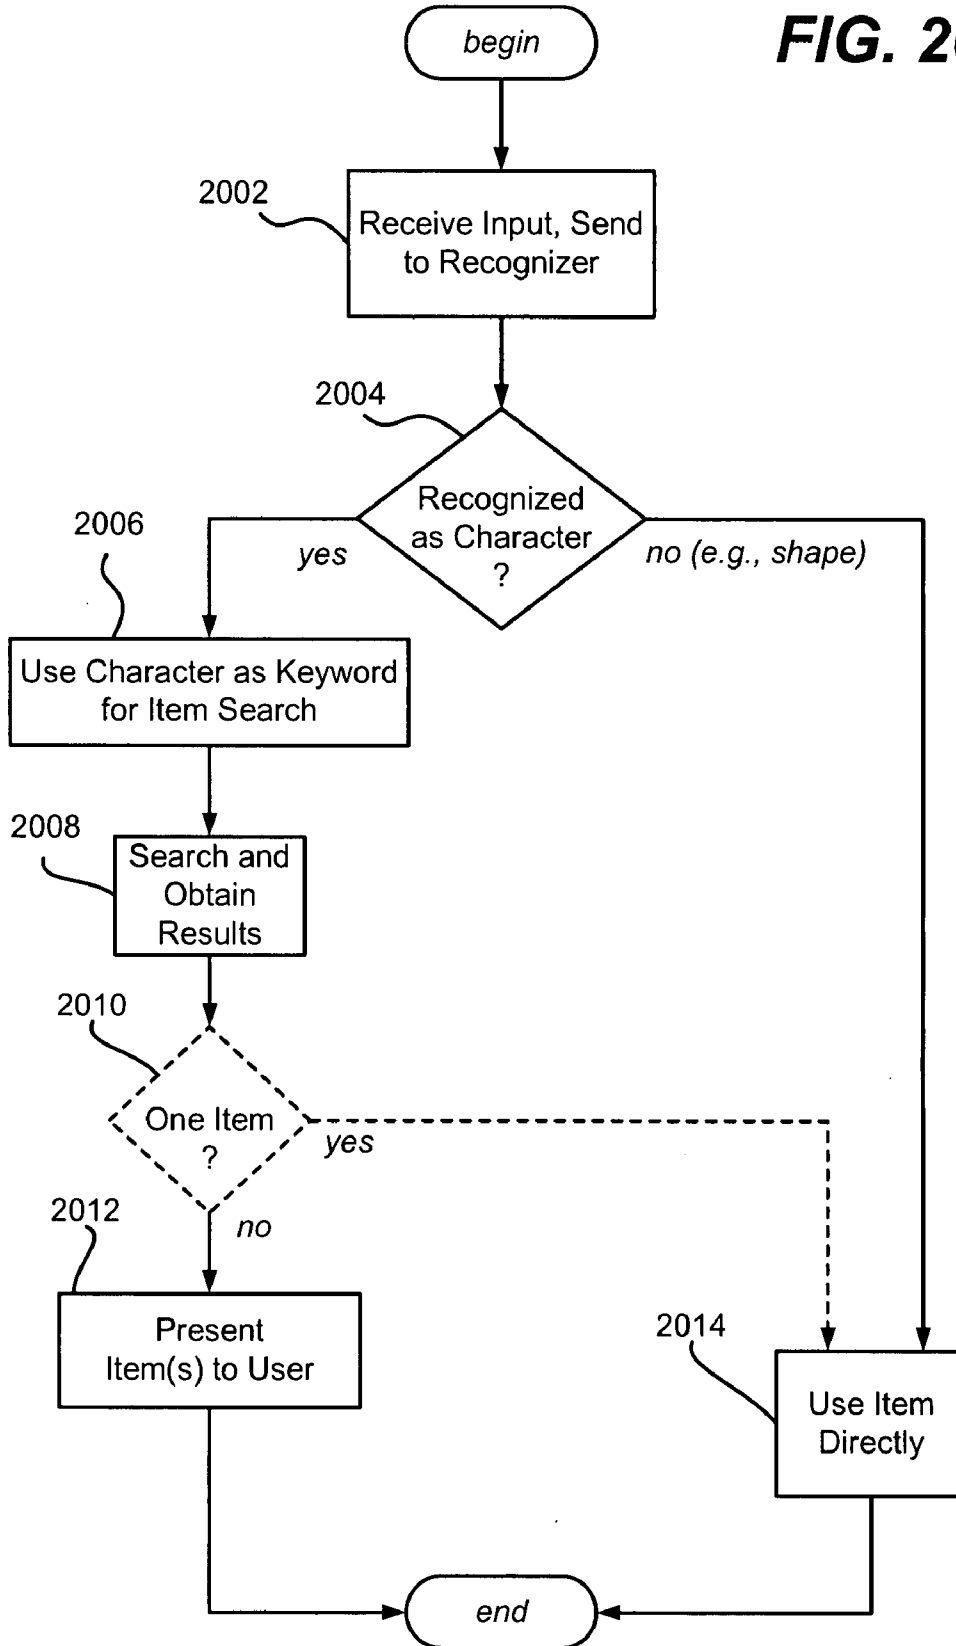 begin
FIG. 20
2002
Receive Input, Send
to Recognizer
2004
Recognized
as Character
?
2006
yes
no (e.g., shape)
Use Character as Keyword
for Item Search
2008
Search and
Obtain
Results
2010
One Item
?
yes
2012
no
Present
Item(s) to User
2014
Use Item
Directly
end